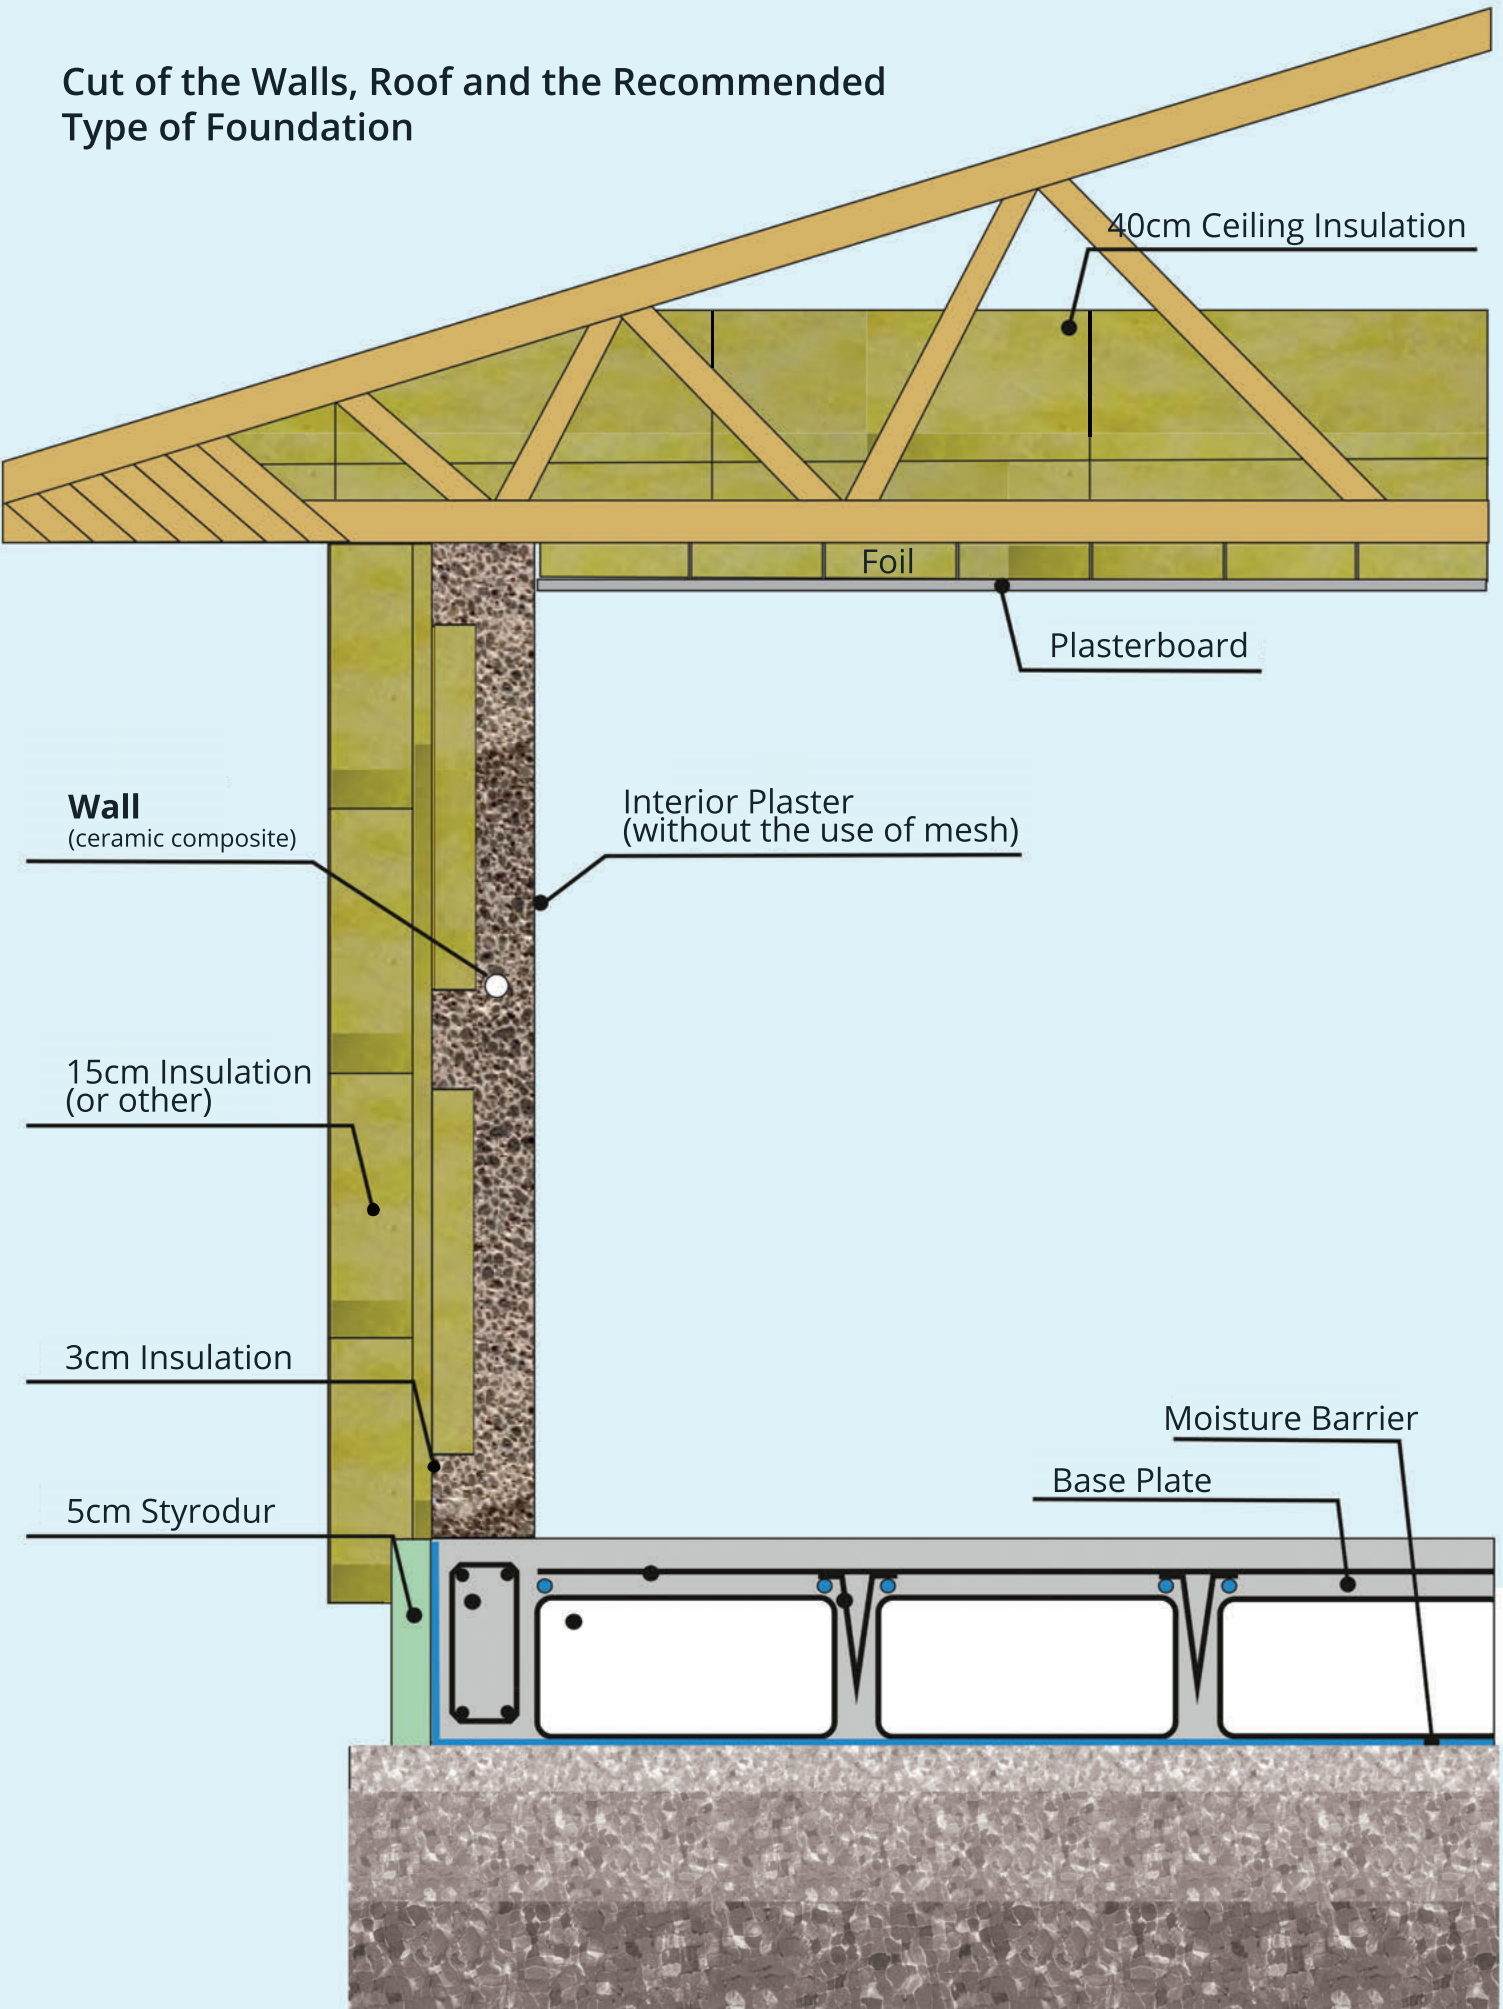 Cut of the Walls, Roof and the Recommended
Type of Foundation
40cm Ceiling Insulation
Foil
Plasterboard
Wall
(ceramic composite)
Interior Plaster
(without the use of mesh)
15cm Insulation
(or other)
3cm Insulation
Moisture Barrier
Base Plate
5cm Styrodur